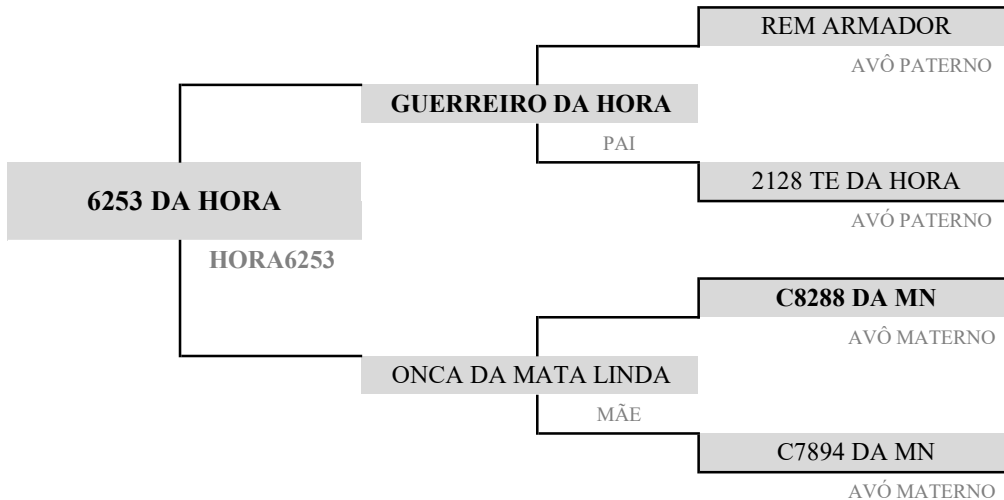 REM ARMADOR
AVÔ PATERNO
GUERREIRO DA HORA
PAI
2128 TE DA HORA
AVÓ PATERNO
6253 DA HORA
HORA6253
C8288 DA MN
AVÔ MATERNO
ONCA DA MATA LINDA
MÃE
C7894 DA MN
AVÓ MATERNO